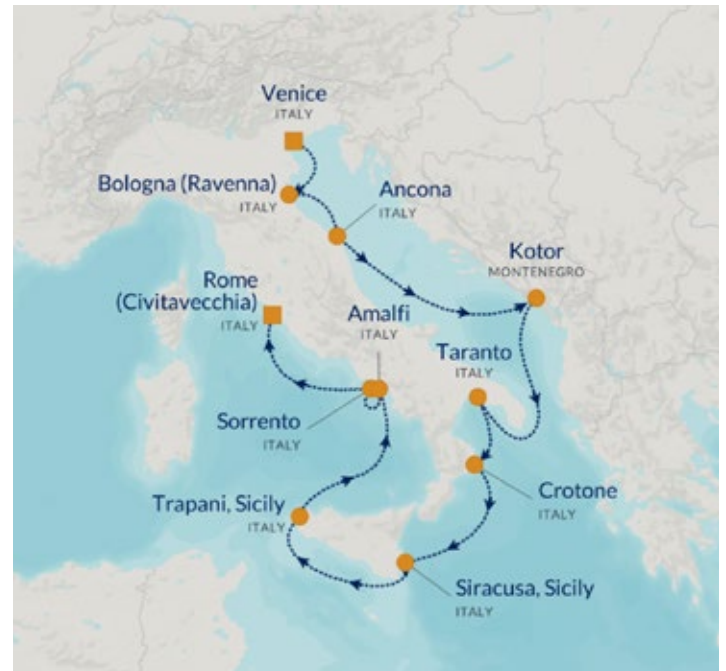 Venice
ITALY
Bologna (Ravenna)
ITALY
Ancona
ITALY
Kotor
MONTENEGRO
Rome
(Civitavecchia)
ITALY
Amalfi
ITALY
Taranto
ITALY
Sorrento
ITALY
Crotone
ITALY
Trapani, Sicily
ITALY
Siracusa, Sicily
ITALY